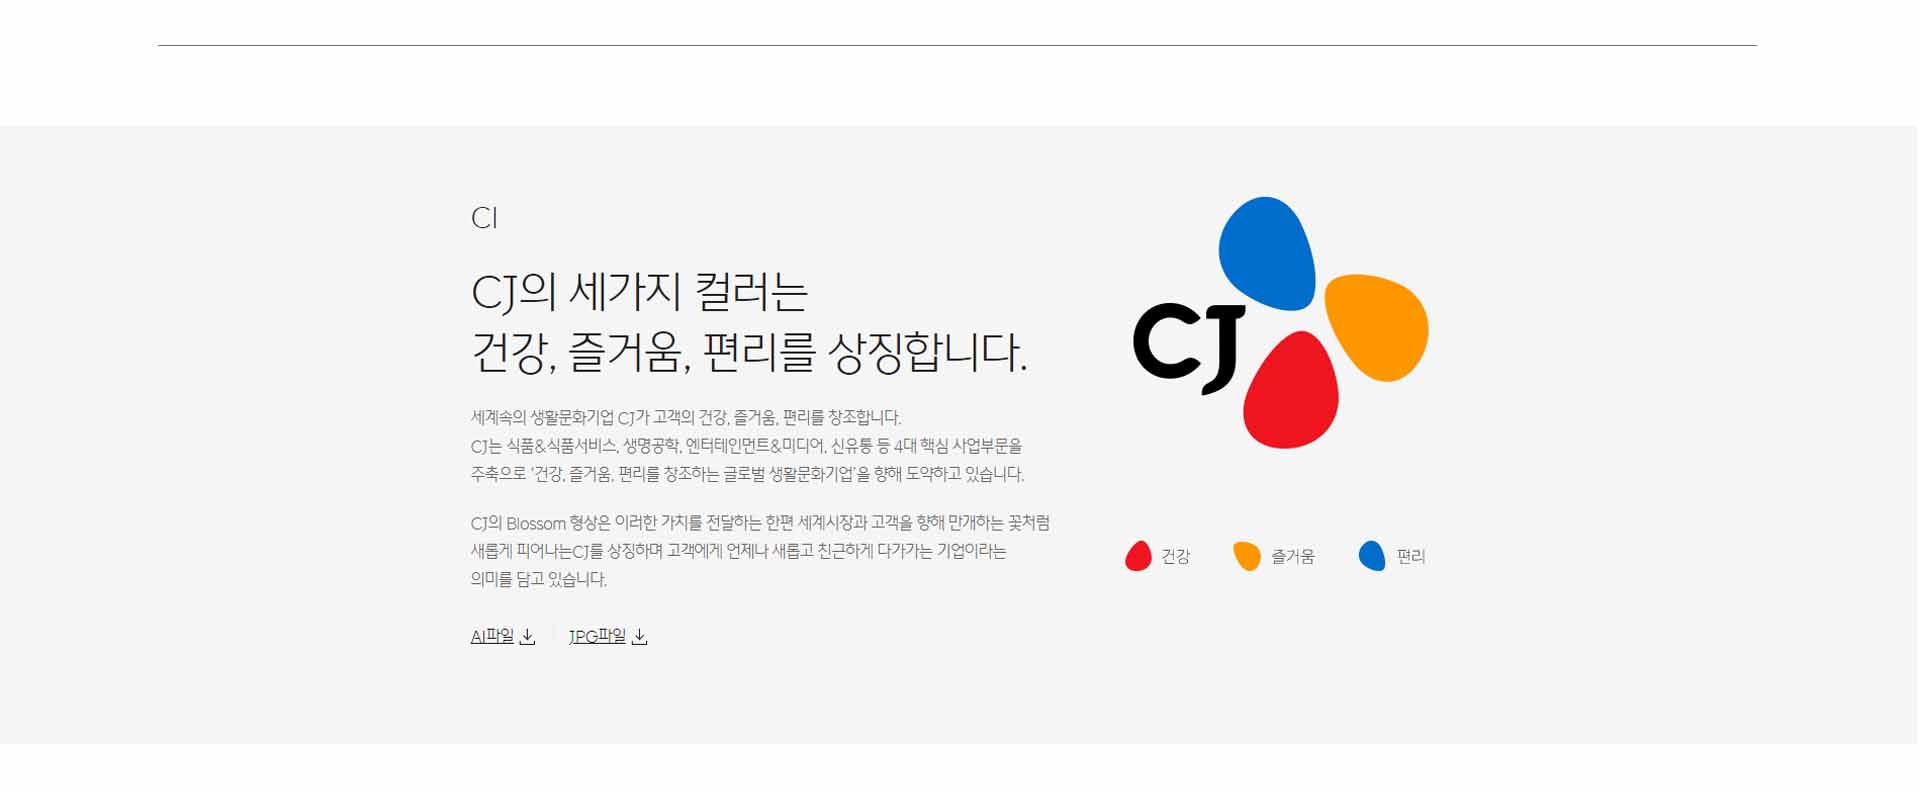 CI
CJ의 세가지 컬러는
건강, 즐거움, 편리를 상징합니다.
세계속의 생활문화기업 CJ가 고객의 건강, 즐거움, 편리를 창조합니다.
CJ는 식품&식품서비스, 생명공학, 엔터테인먼트&미디어, 신유통 등 4대 핵심 사업부문을
주축으로 '건강, 즐거움, 편리를 창조하는 글로벌 생활문화기업'을 향해 도약하고 있습니다.
CJ의 Blossom 형상은 이러한 가치를 전달하는 한편 세계시장과 고객을 향해 만개하는 꽃처럼
새롭게 피어나는CJ를 상징하며 고객에게 언제나 새롭고 친근하게 다가가는 기업이라는
의미를 담고 있습니다.
AI파일 JPG파일
CJ
건강 즐거움 편리